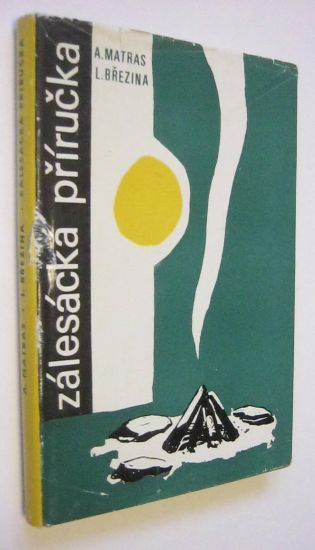 A. MATRAS
L. BŘEZINA
zálesácká příručka
A. MATRAS · L. BŘEZINA · ZÁLESÁCKÁ PŘÍRUČKA